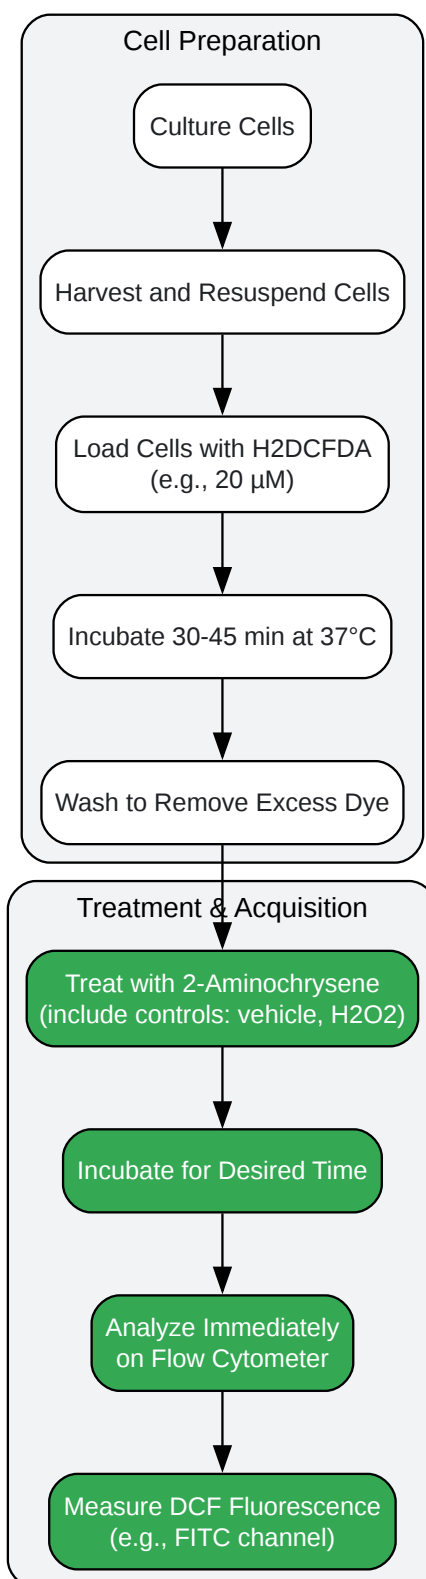 Cell Preparation
Culture Cells
Harvest and Resuspend Cells
Load Cells with H2DCFDA
(e.g., 20 µM)
Incubate 30-45 min at 37°C
Wash to Remove Excess Dye
Treatment & Acquisition
Treat with 2-Aminochrysene
(include controls: vehicle, H2O2)
Incubate for Desired Time
Analyze Immediately
on Flow Cytometer
Measure DCF Fluorescence
(e.g., FITC channel)